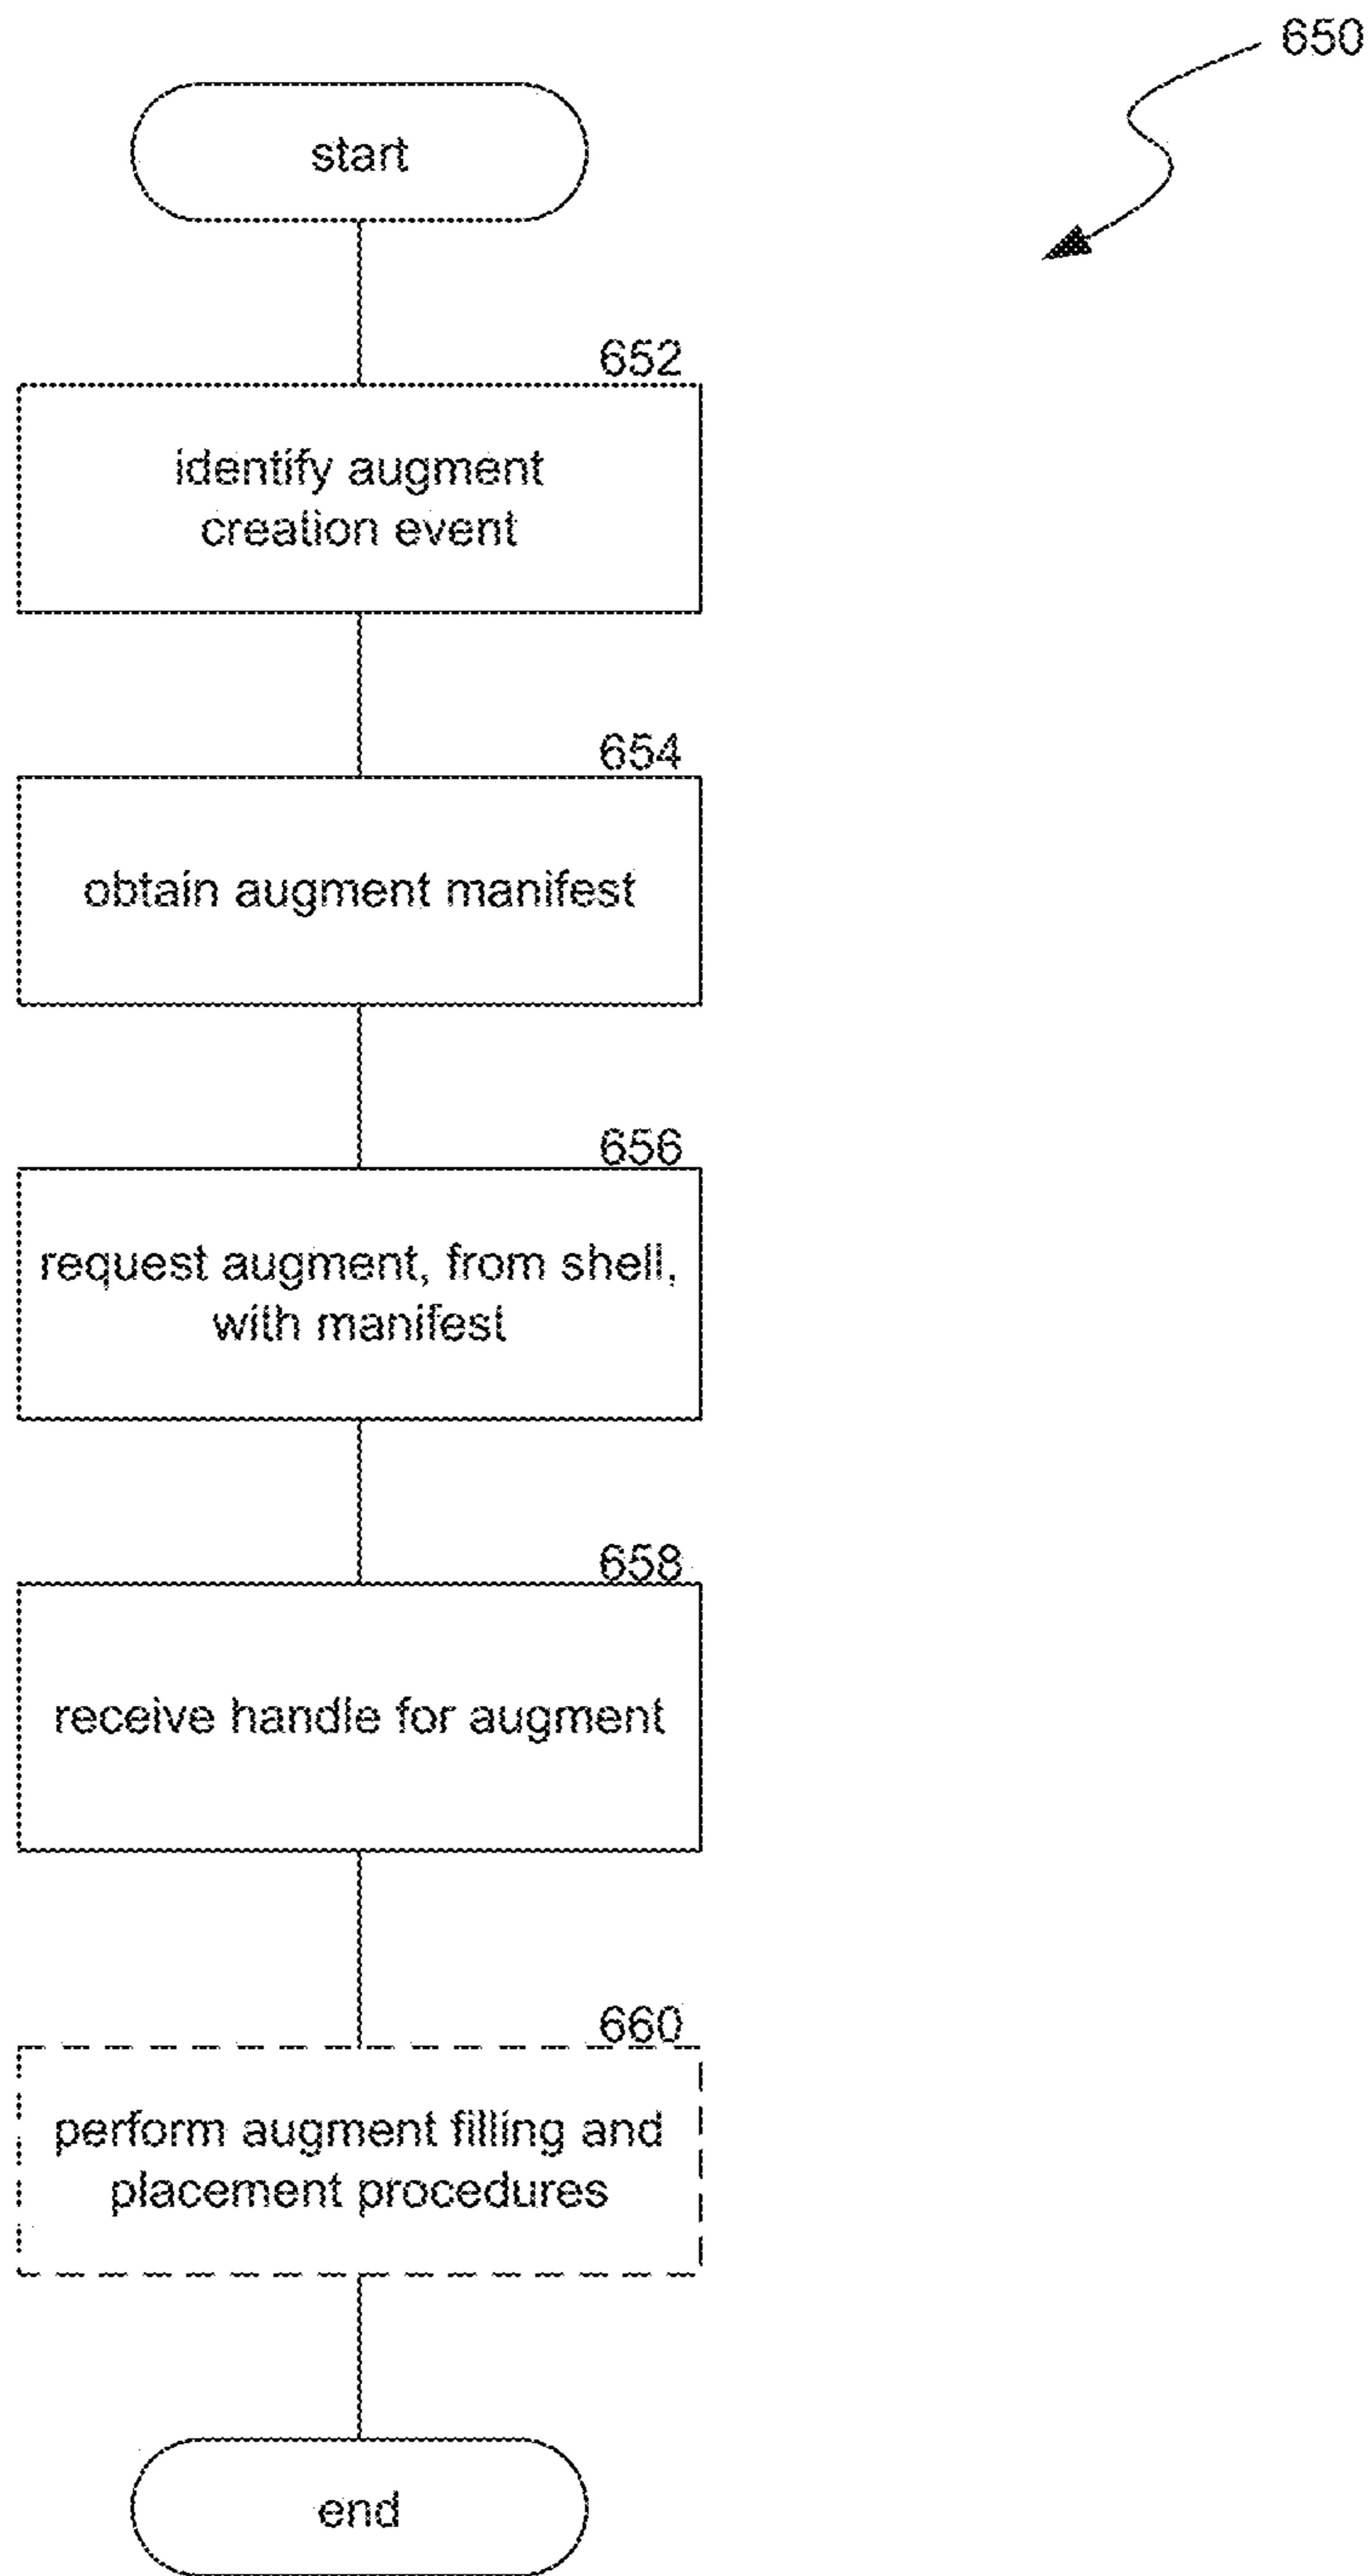 650
start
652
identify augment
creation event
654
obtain augment manifest
656
request augment, from shell,
with manifest
658
receive handle for augment
660
perform augment filling and
placement procedures
end